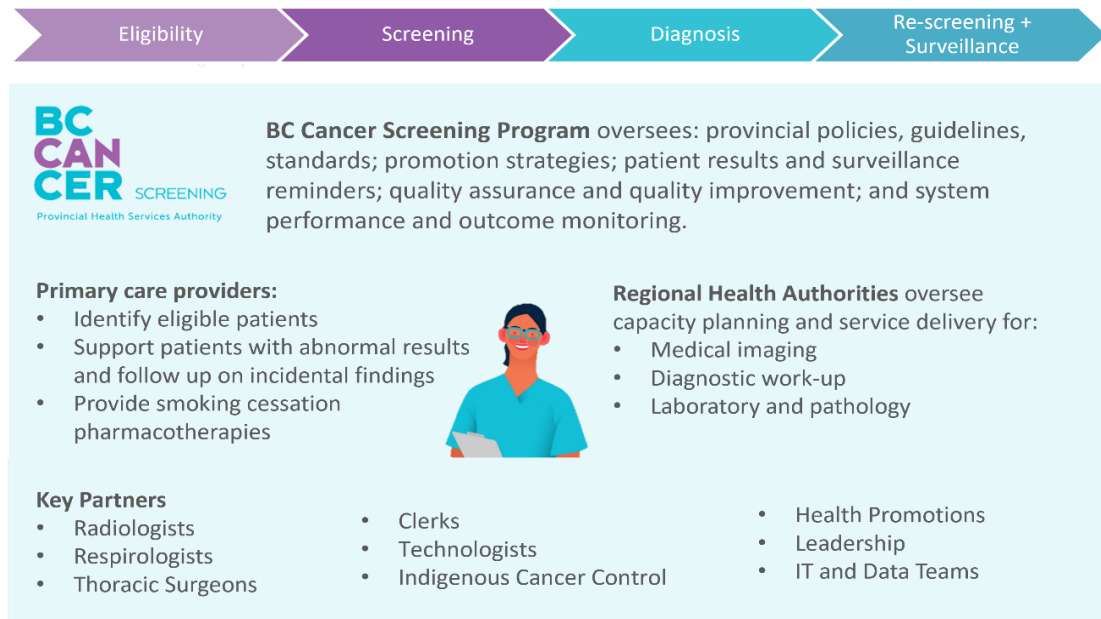 Eligibility
Screening
Diagnosis
Re-screening +
Surveillance
BC
CAN
CER SCREENING
Provincial Health Services Authority
BC Cancer Screening Program oversees: provincial policies, guidelines,
standards; promotion strategies; patient results and surveillance
reminders; quality assurance and quality improvement; and system
performance and outcome monitoring.
Primary care providers:
• Identify eligible patients
• Support patients with abnormal results
and follow up on incidental findings
• Provide smoking cessation
pharmacotherapies
Regional Health Authorities oversee
capacity planning and service delivery for:
• Medical imaging
• Diagnostic work-up
• Laboratory and pathology
Key Partners
• Radiologists
• Respirologists
• Thoracic Surgeons
• Clerks
• Technologists
• Indigenous Cancer Control
• Health Promotions
• Leadership
• IT and Data Teams